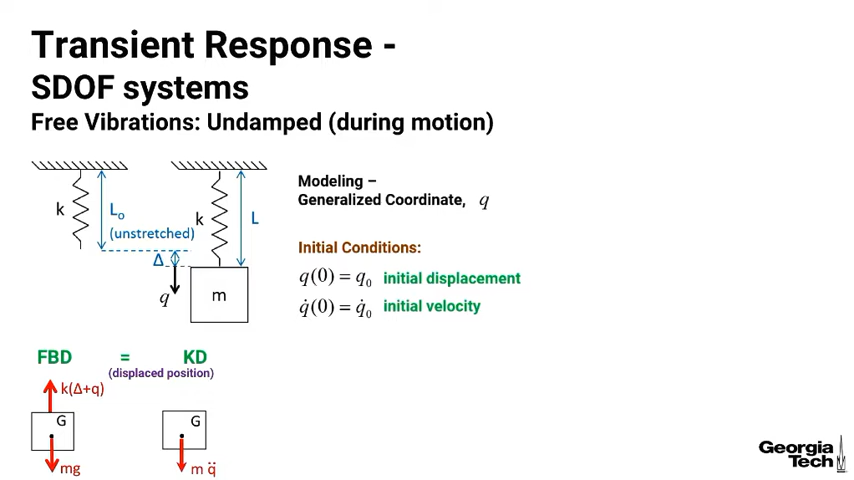 Transient Response -
SDOF systems
Free Vibrations: Undamped (during motion)
k
L₀
(unstretched)
Δ
q
k
L
m
Modeling –
Generalized Coordinate, q
Initial Conditions:
q(0) = q₀ initial displacement
q̇(0) = q̇₀ initial velocity
FBD = KD
(displaced position)
k(Δ+q)
G
mg
G
m q̈
Georgia
Tech